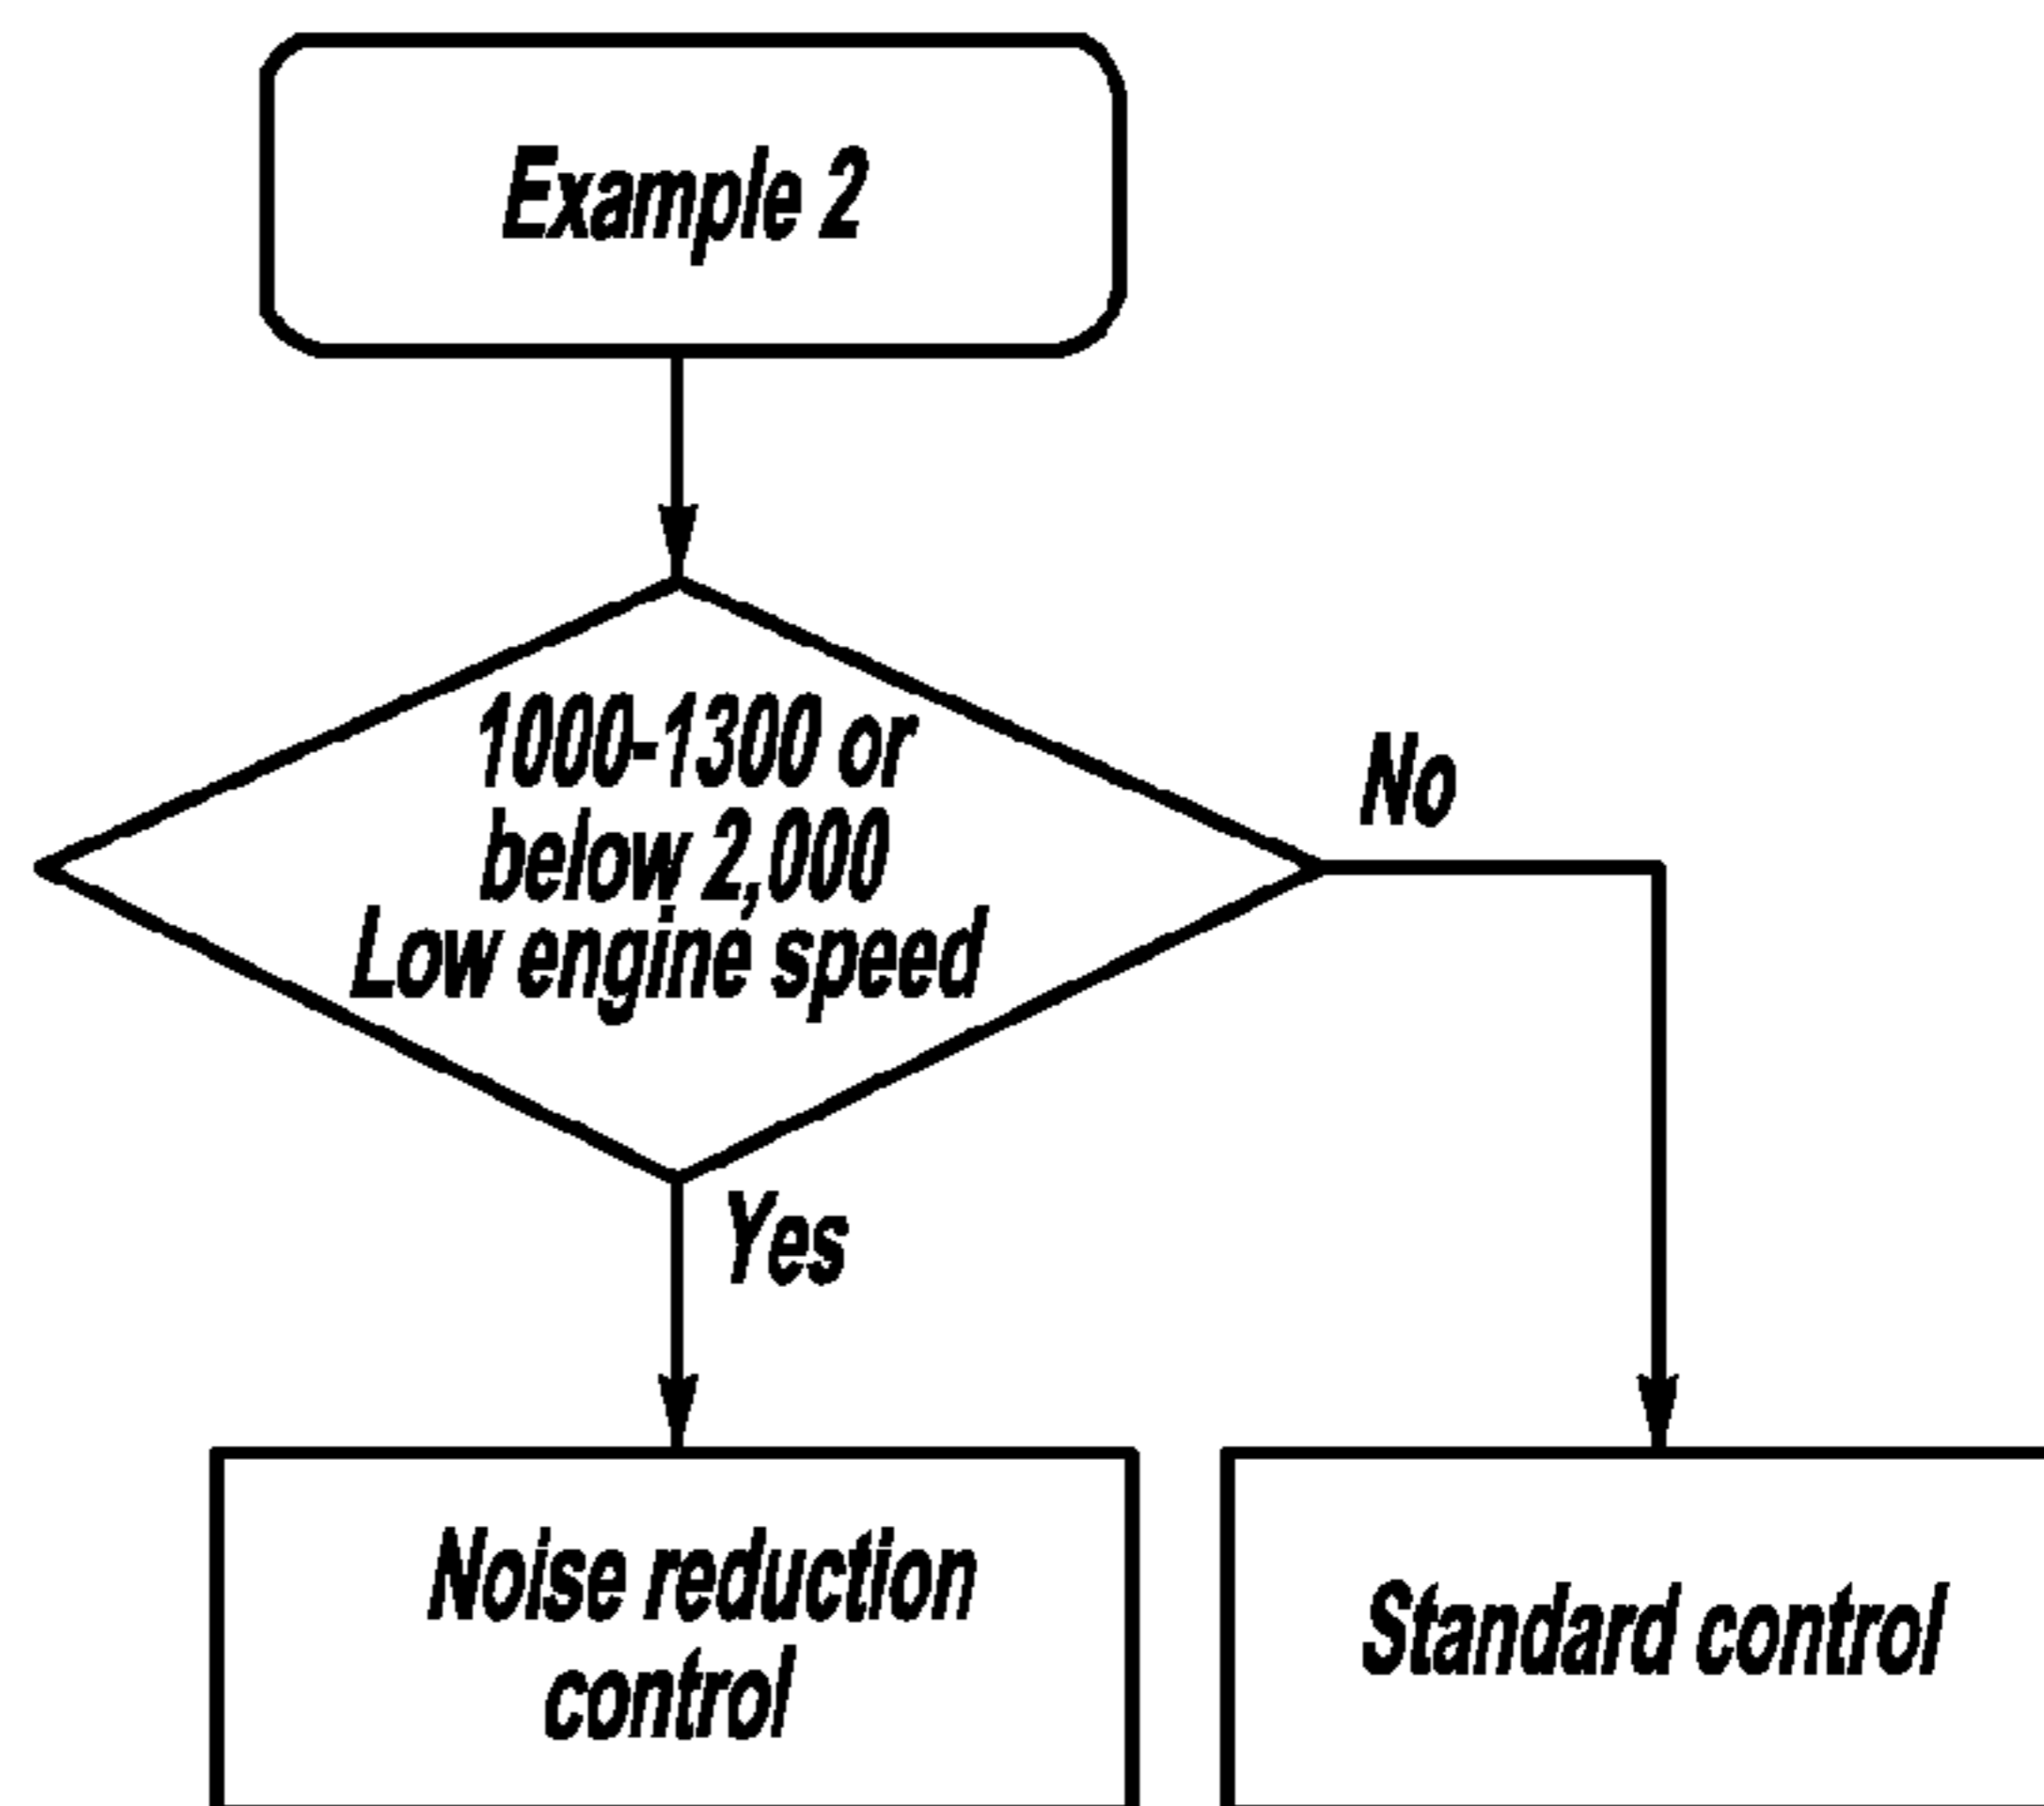 Example 2
1000-1300 or
below 2,000
Low engine speed
No
Yes
Noise reduction
control
Standard control